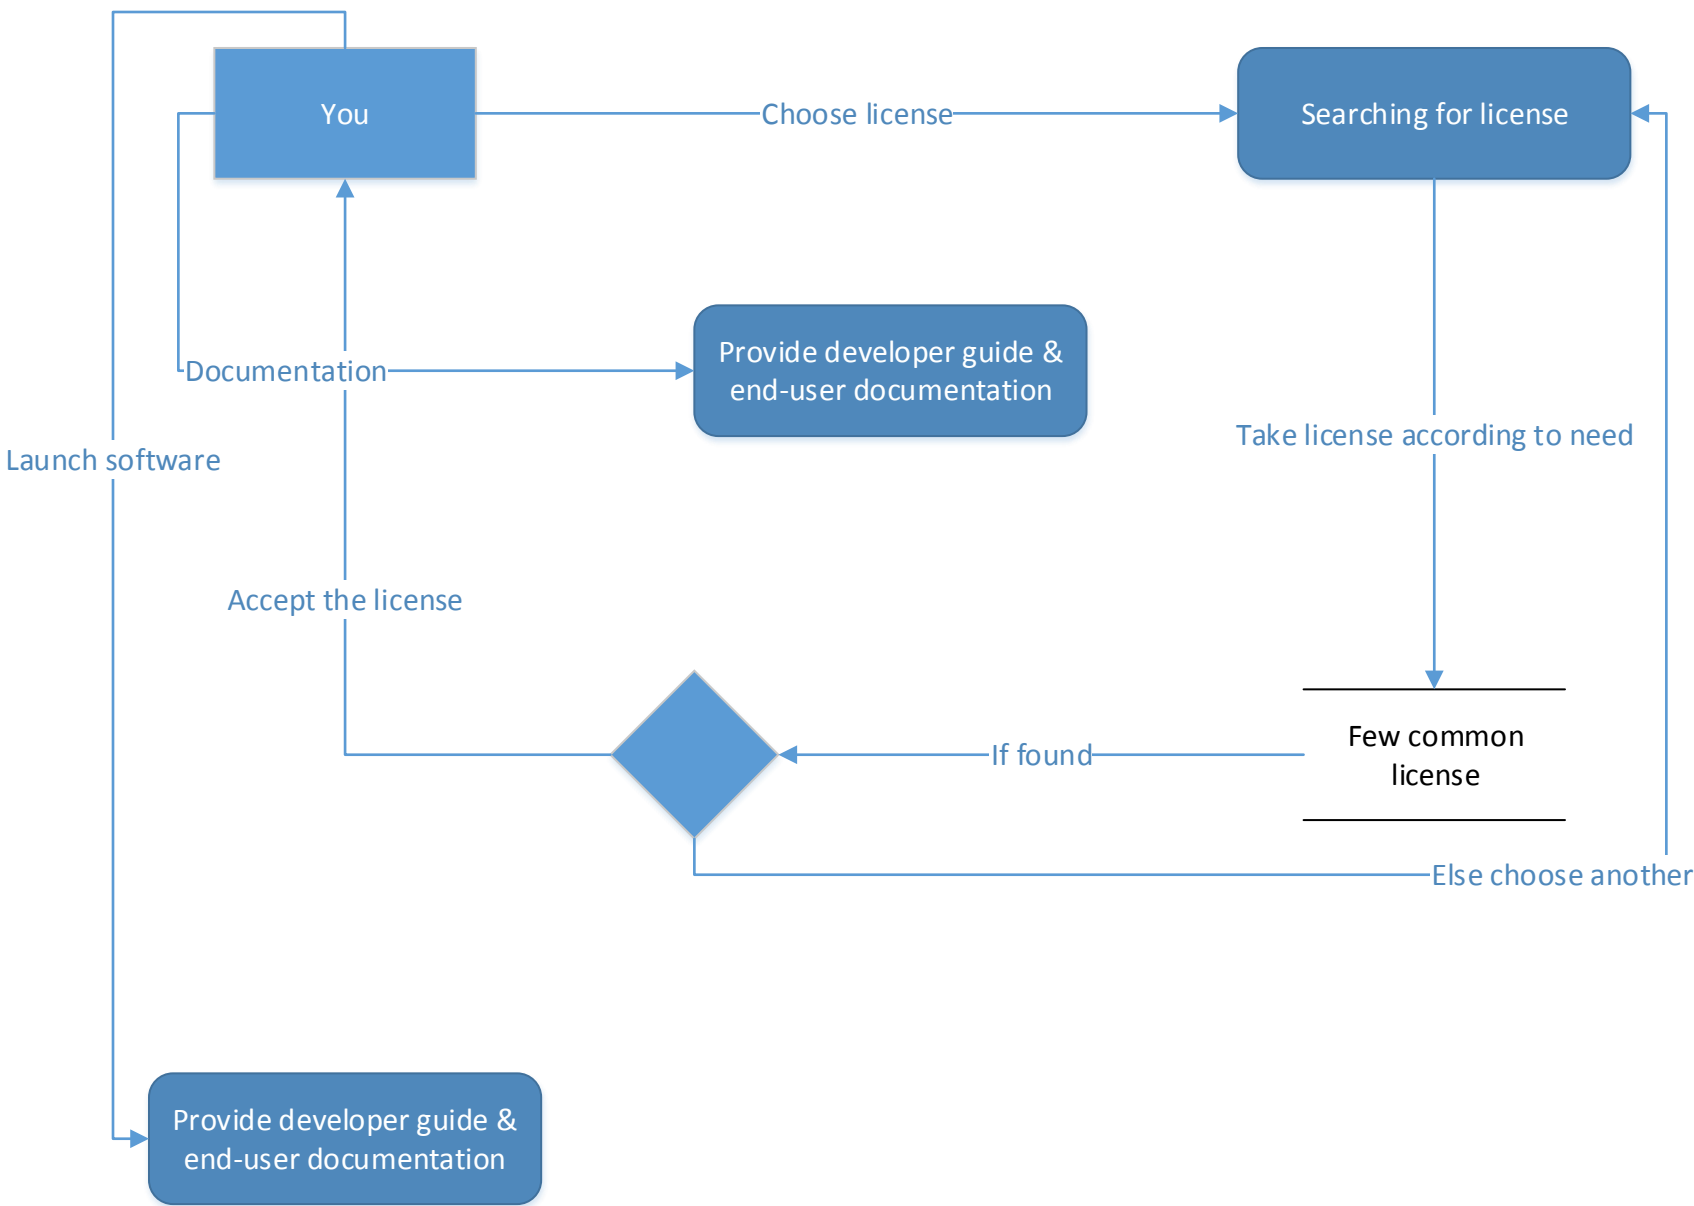 You
Choose license
Searching for license
Provide developer guide &
end-user documentation
Documentation
Take license according to need
Launch software
Accept the license
Few common
license
If found
Else choose another
Provide developer guide &
end-user documentation